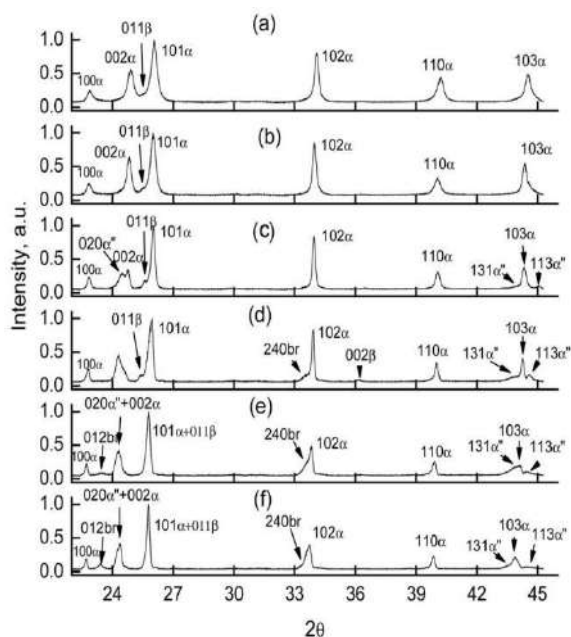 Intensity, a.u.
(a)
1.0
0.5
0.0
100α
002α
011β
101α
102α
110α
103α
(b)
1.0
0.5
0.0
100α
002α
011β
101α
102α
110α
103α
(c)
1.0
0.5
0.0
100α
020α"
002α
011β
101α
102α
110α
131α"
103α
113α"
(d)
1.0
0.5
0.0
100α
011β
101α
240br
102α
002β
110α
131α"
103α
113α"
(e)
1.0
0.5
0.0
100α
012br
020α"+002α
101α+011β
240br
102α
110α
131α"
103α
113α"
(f)
1.0
0.5
0.0
100α
012br
020α"+002α
101α+011β
240br
102α
110α
131α"
103α
113α"
24 27 30 33 36 39 42 45
2θ